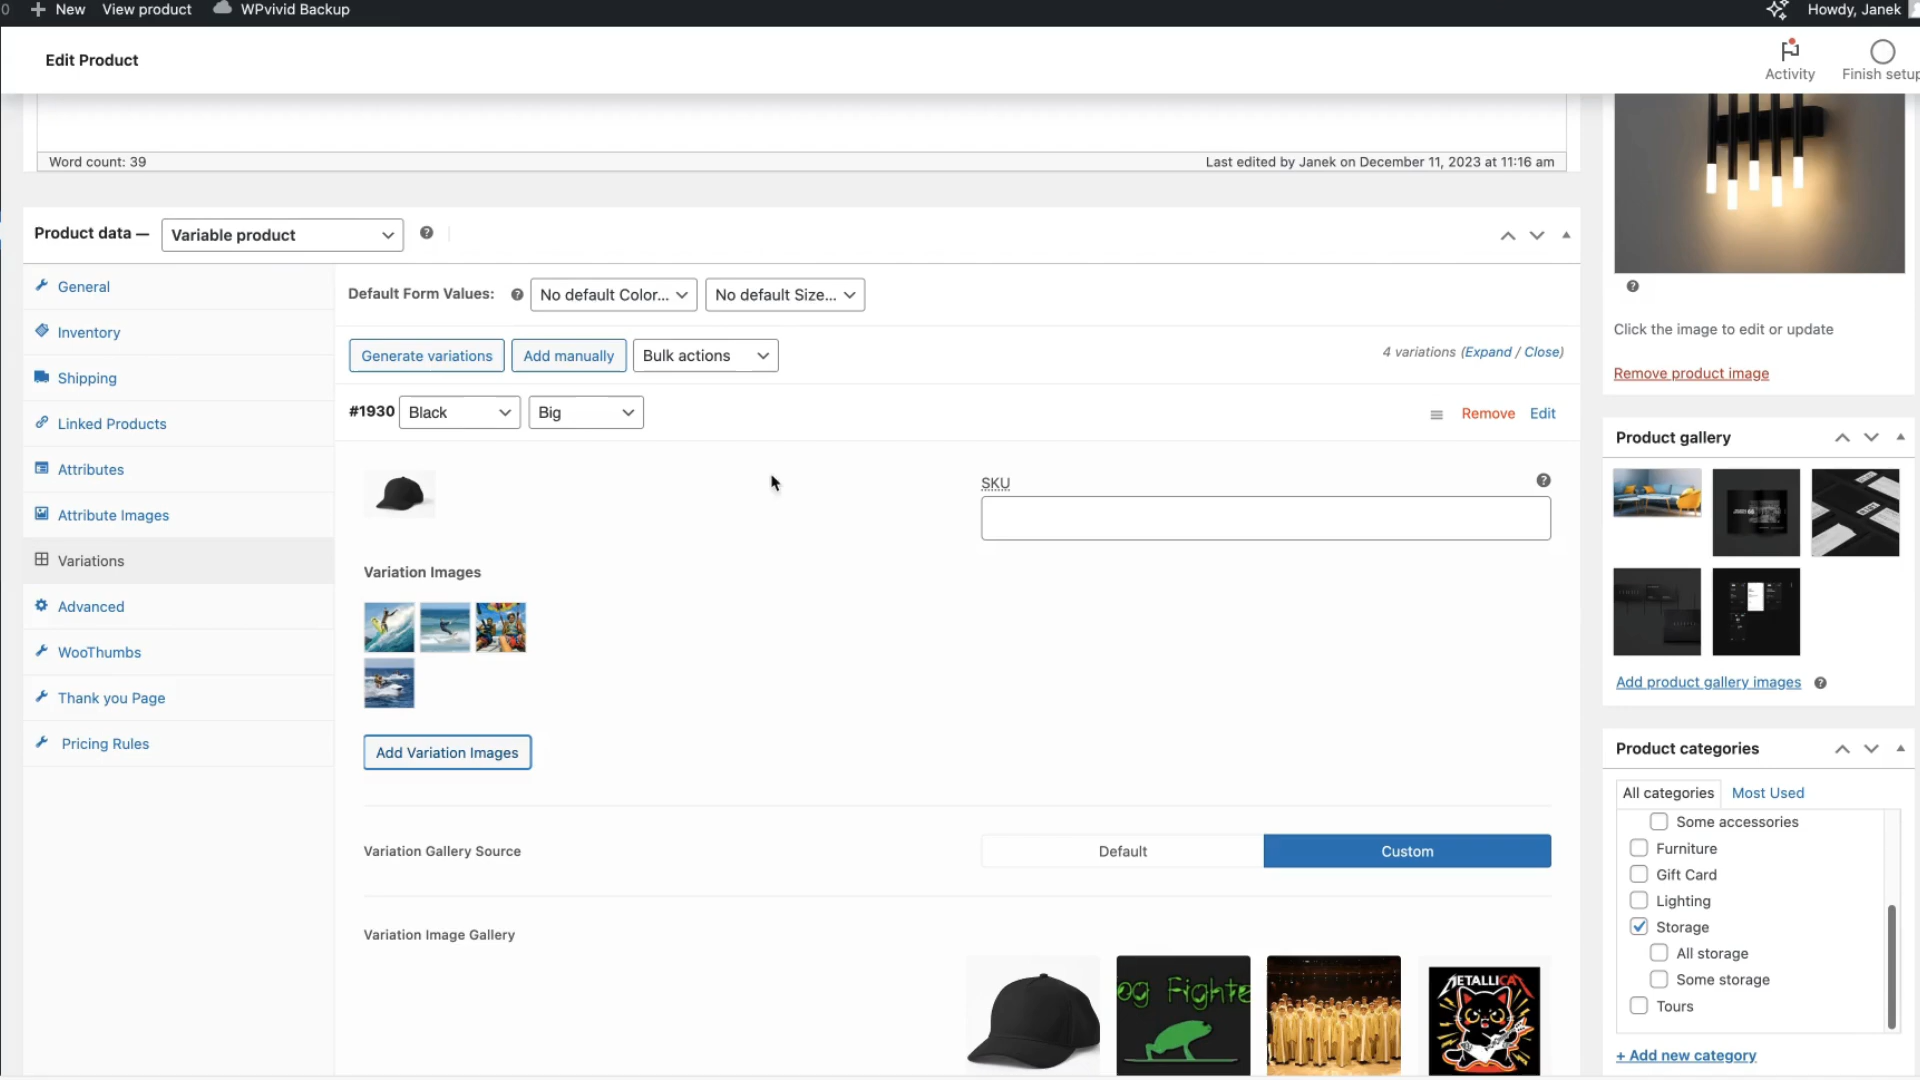 0 New View product WPvivid Backup Howdy, Janek
Edit Product
Activity
Finish setup
Word count: 39
Last edited by Janek on December 11, 2023 at 11:16 am
Product data — Variable product
General
Inventory
Shipping
Linked Products
Attributes
Attribute Images
Variations
Advanced
WooThumbs
Thank you Page
Pricing Rules
Default Form Values: No default Color... No default Size...
Generate variations Add manually Bulk actions 4 variations (Expand / Close)
#1930 Black Big Remove Edit
SKU
Variation Images
Add Variation Images
Variation Gallery Source Default Custom
Variation Image Gallery
og Fighte
METALLICA
Click the image to edit or update
Remove product image
Product gallery
Add product gallery images
Product categories
All categories Most Used
Some accessories
Furniture
Gift Card
Lighting
Storage
All storage
Some storage
Tours
+ Add new category